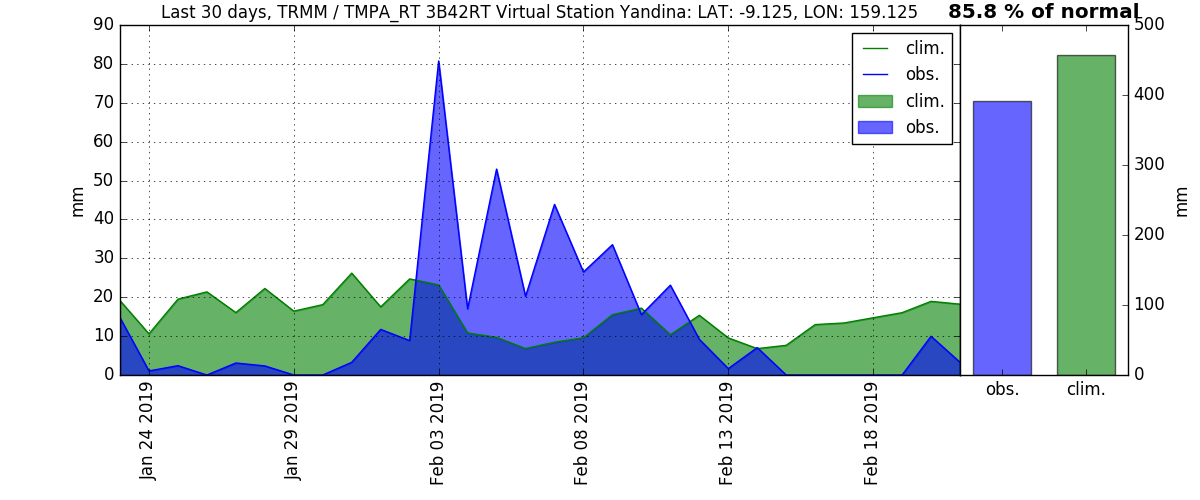 Last 30 days, TRMM / TMPA_RT 3B42RT Virtual Station Yandina: LAT: -9.125, LON: 159.125
85.8 % of normal
90
80
70
60
50
40
30
20
10
0
mm
clim.
obs.
clim.
obs.
Jan 24 2019
Jan 29 2019
Feb 03 2019
Feb 08 2019
Feb 13 2019
Feb 18 2019
500
400
300
200
100
0
mm
obs.
clim.